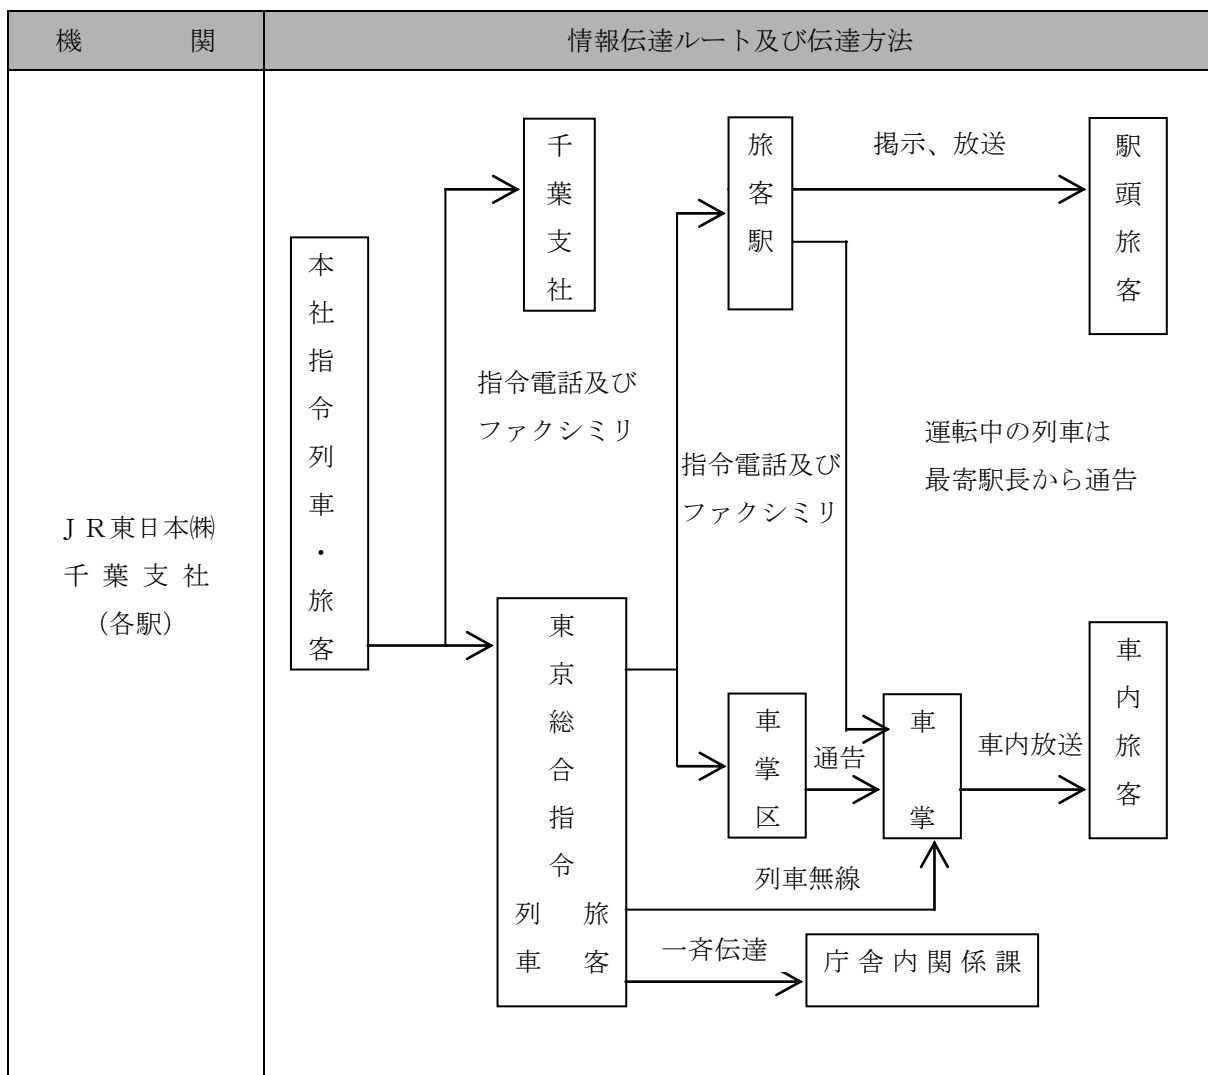 機　　　関
情報伝達ルート及び伝達方法
ＪＲ東日本㈱
千葉支社
（各駅）
本社指令列車・旅客
千葉支社
指令電話及び
ファクシミリ
東京総合指令
列車
旅客
旅客駅
指令電話及び
ファクシミリ
車掌区
掲示、放送
駅頭旅客
運転中の列車は
最寄駅長から通告
通告
車掌
車内放送
車内旅客
列車無線
一斉伝達
庁舎内関係課